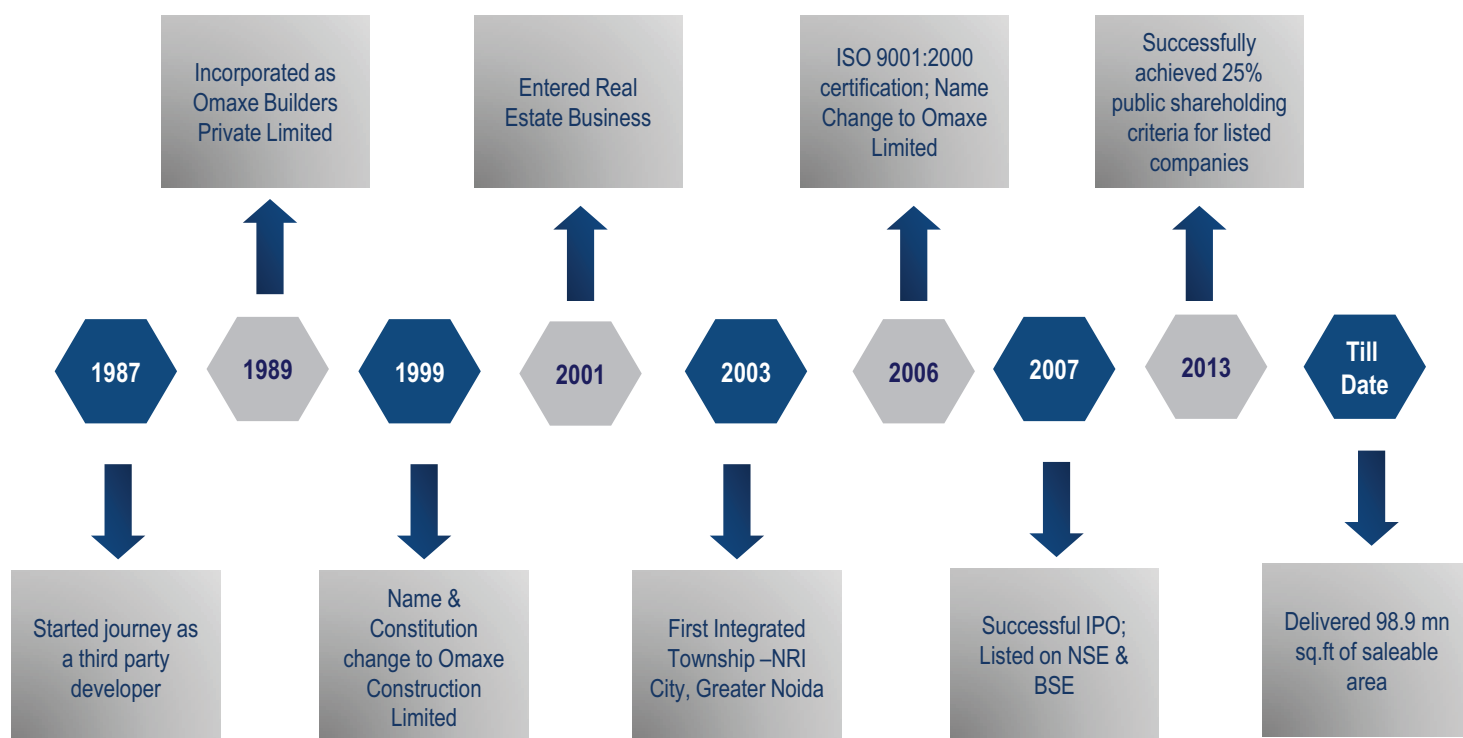 Incorporated as
Omaxe Builders
Private Limited
Entered Real
Estate Business
ISO 9001:2000
certification; Name
Change to Omaxe
Limited
Successfully
achieved 25%
public shareholding
criteria for listed
companies
1987
1989
1999
2001
2003
2006
2007
2013
Till
Date
Started journey as
a third party
developer
Name &
Constitution
change to Omaxe
Construction
Limited
First Integrated
Township –NRI
City, Greater Noida
Successful IPO;
Listed on NSE &
BSE
Delivered 98.9 mn
sq.ft of saleable
area